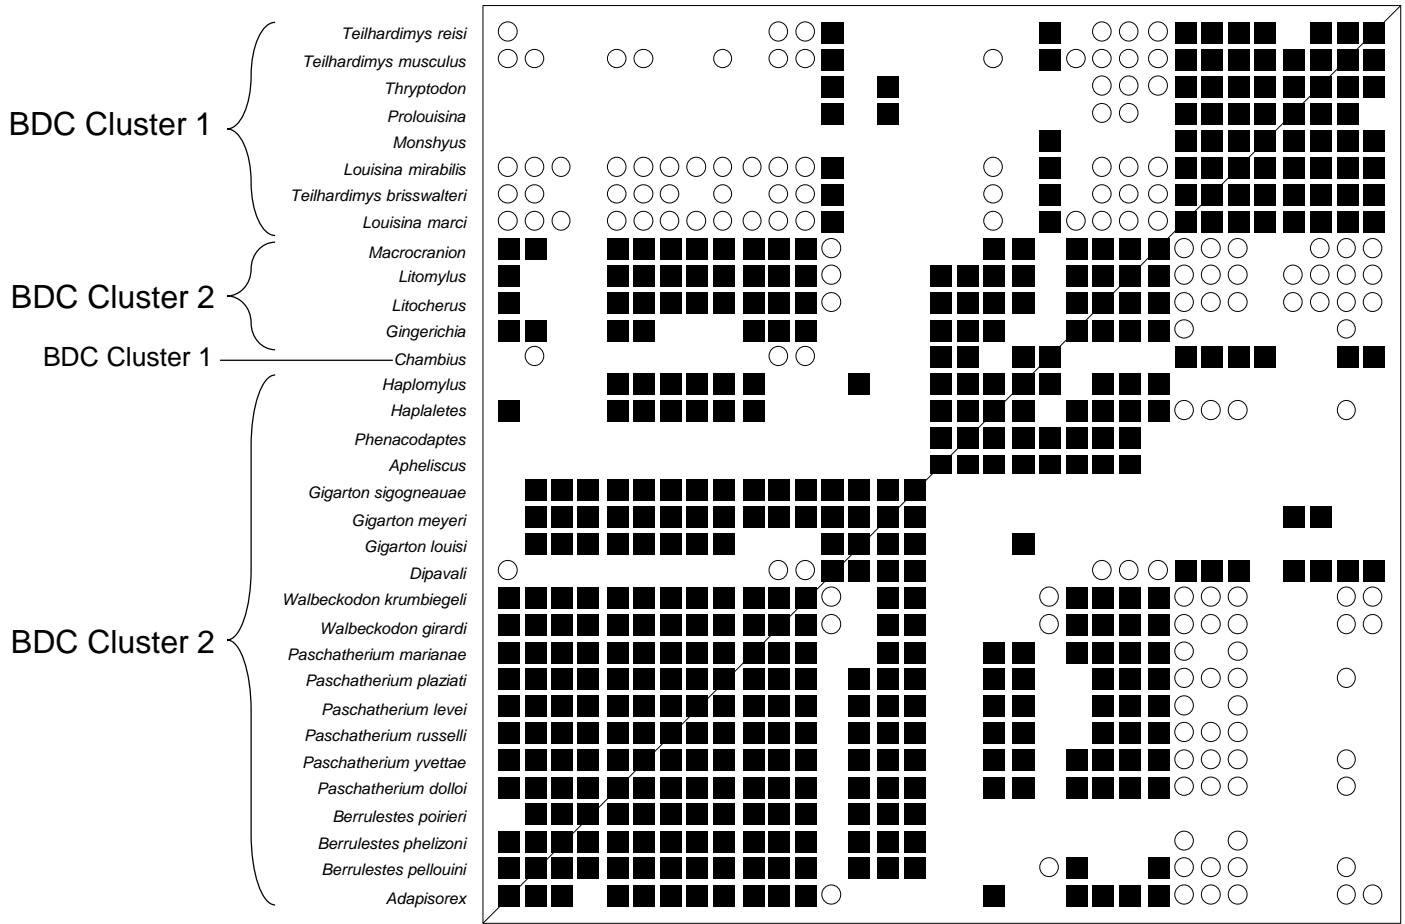 Teilhardimys reisi
Teilhardimys musculus
Thryptodon
Prolouisina
BDC Cluster 1
Monshyus
Louisina mirabilis
Teilhardimys brisswalteri
Louisina marci
Macrocranion
Litomylus
BDC Cluster 2
Litocherus
Gingerichia
BDC Cluster 1
Chambius
Haplomylus
Haplaletes
Phenacodaptes
Apheliscus
Gigarton sigogneauae
Gigarton meyeri
Gigarton louisi
Dipavali
Walbeckodon krumbiegeli
Walbeckodon girardi
BDC Cluster 2
Paschatherium marianae
Paschatherium plaziati
Paschatherium levei
Paschatherium russelli
Paschatherium yvettae
Paschatherium dolloi
Berrulestes poirieri
Berrulestes phelizoni
Berrulestes pellouini
Adapisorex